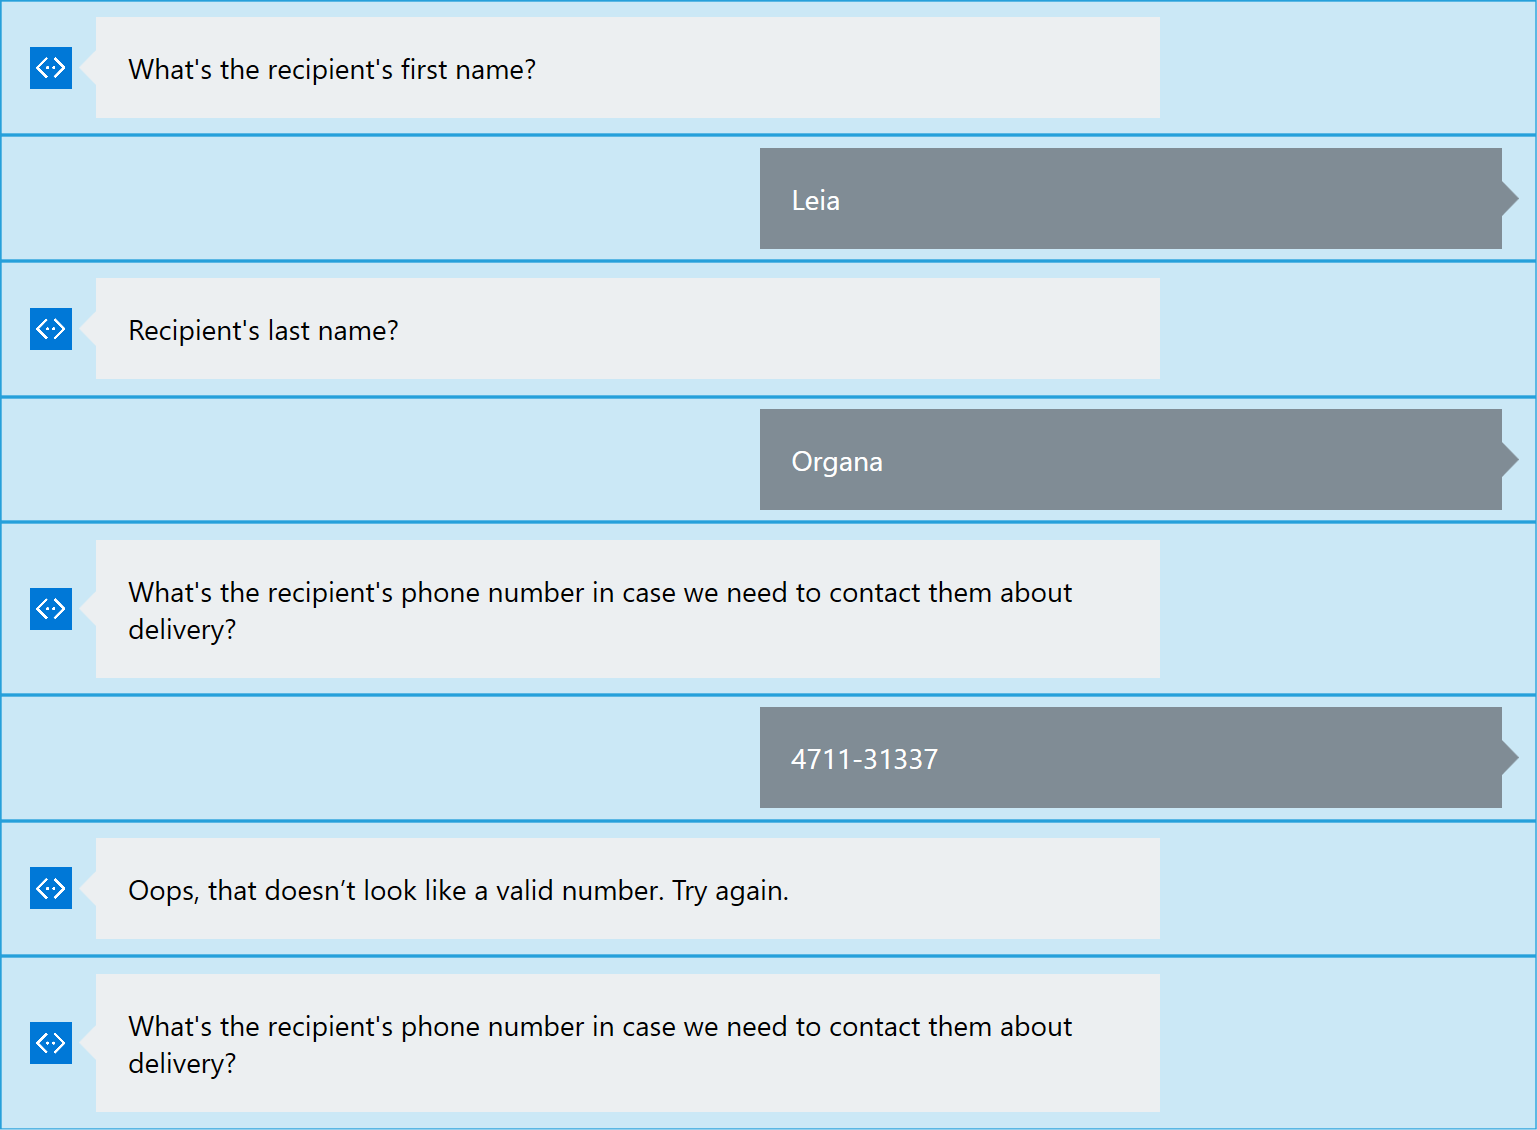 What's the recipient's first name?
Leia
Recipient's last name?
Organa
What's the recipient's phone number in case we need to contact them about
delivery?
4711-31337
Oops, that doesn’t look like a valid number. Try again.
What's the recipient's phone number in case we need to contact them about
delivery?